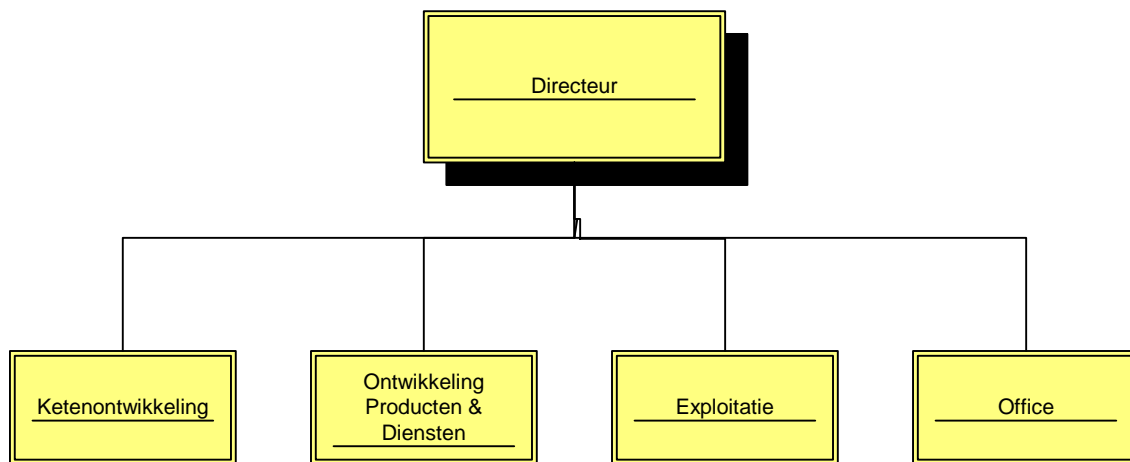 Directeur
Ketenontwikkeling
Ontwikkeling
Producten &
Diensten
Exploitatie
Office